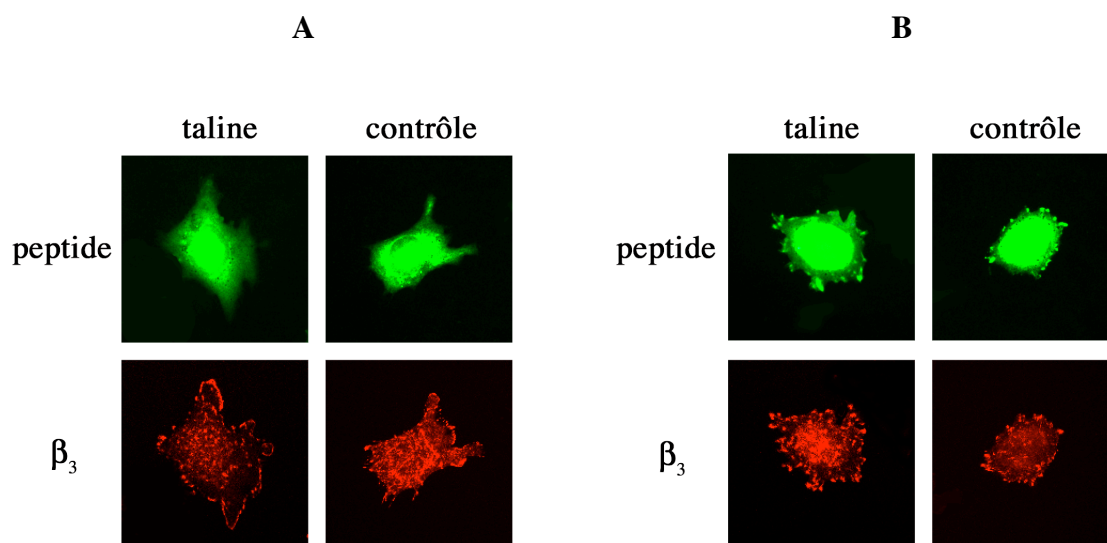 A
B
taline contrôle
taline contrôle
peptide
peptide
β₃
β₃